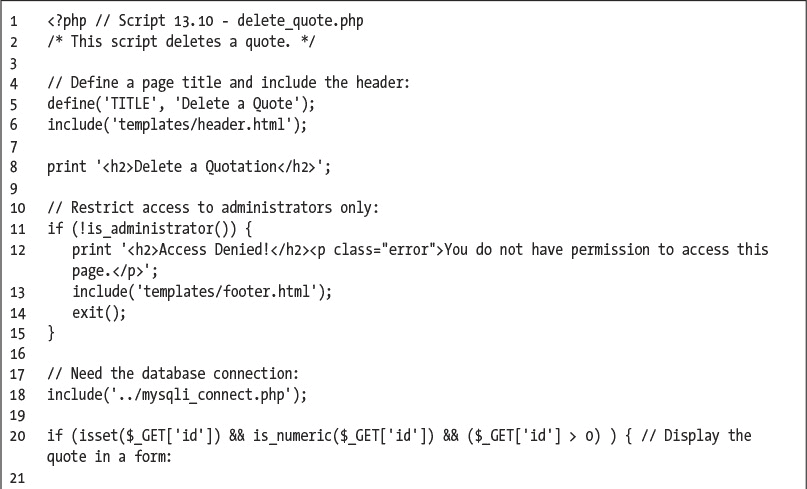 1 <?php // Script 13.10 - delete_quote.php
2 /* This script deletes a quote. */
3
4 // Define a page title and include the header:
5 define('TITLE', 'Delete a Quote');
6 include('templates/header.html');
7
8 print '<h2>Delete a Quotation</h2>';
9
10 // Restrict access to administrators only:
11 if (!is_administrator()) {
12 print '<h2>Access Denied!</h2><p class="error">You do not have permission to access this
page.</p>';
13 include('templates/footer.html');
14 exit();
15 }
16
17 // Need the database connection:
18 include('../mysqli_connect.php');
19
20 if (isset($_GET['id']) && is_numeric($_GET['id']) && ($_GET['id'] > 0) ) { // Display the
quote in a form:
21